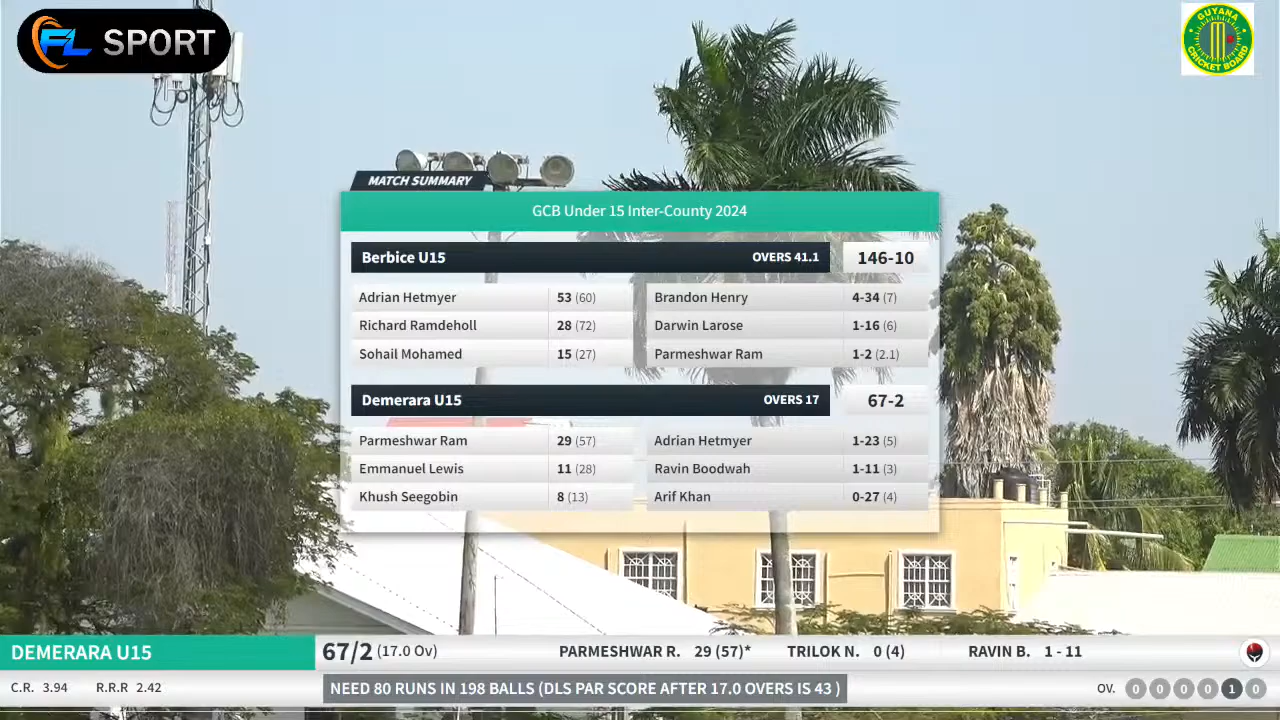 FL SPORT
GUYANA CRICKET BOARD
MATCH SUMMARY
GCB Under 15 Inter-County 2024
Berbice U15 OVERS 41.1 146-10
Adrian Hetmyer 53 (60) Brandon Henry 4-34 (7)
Richard Ramdeholl 28 (72) Darwin Larose 1-16 (6)
Sohail Mohamed 15 (27) Parmeshwar Ram 1-2 (2.1)
Demerara U15 OVERS 17 67-2
Parmeshwar Ram 29 (57) Adrian Hetmyer 1-23 (5)
Emmanuel Lewis 11 (28) Ravin Boodwah 1-11 (3)
Khush Seegobin 8 (13) Arif Khan 0-27 (4)
DEMERARA U15 67/2 (17.0 Ov) PARMESHWAR R. 29 (57)* TRILOK N. 0 (4) RAVIN B. 1 - 11
C.R. 3.94 R.R.R 2.42 NEED 80 RUNS IN 198 BALLS (DLS PAR SCORE AFTER 17.0 OVERS IS 43 ) OV. 0 0 0 0 1 0